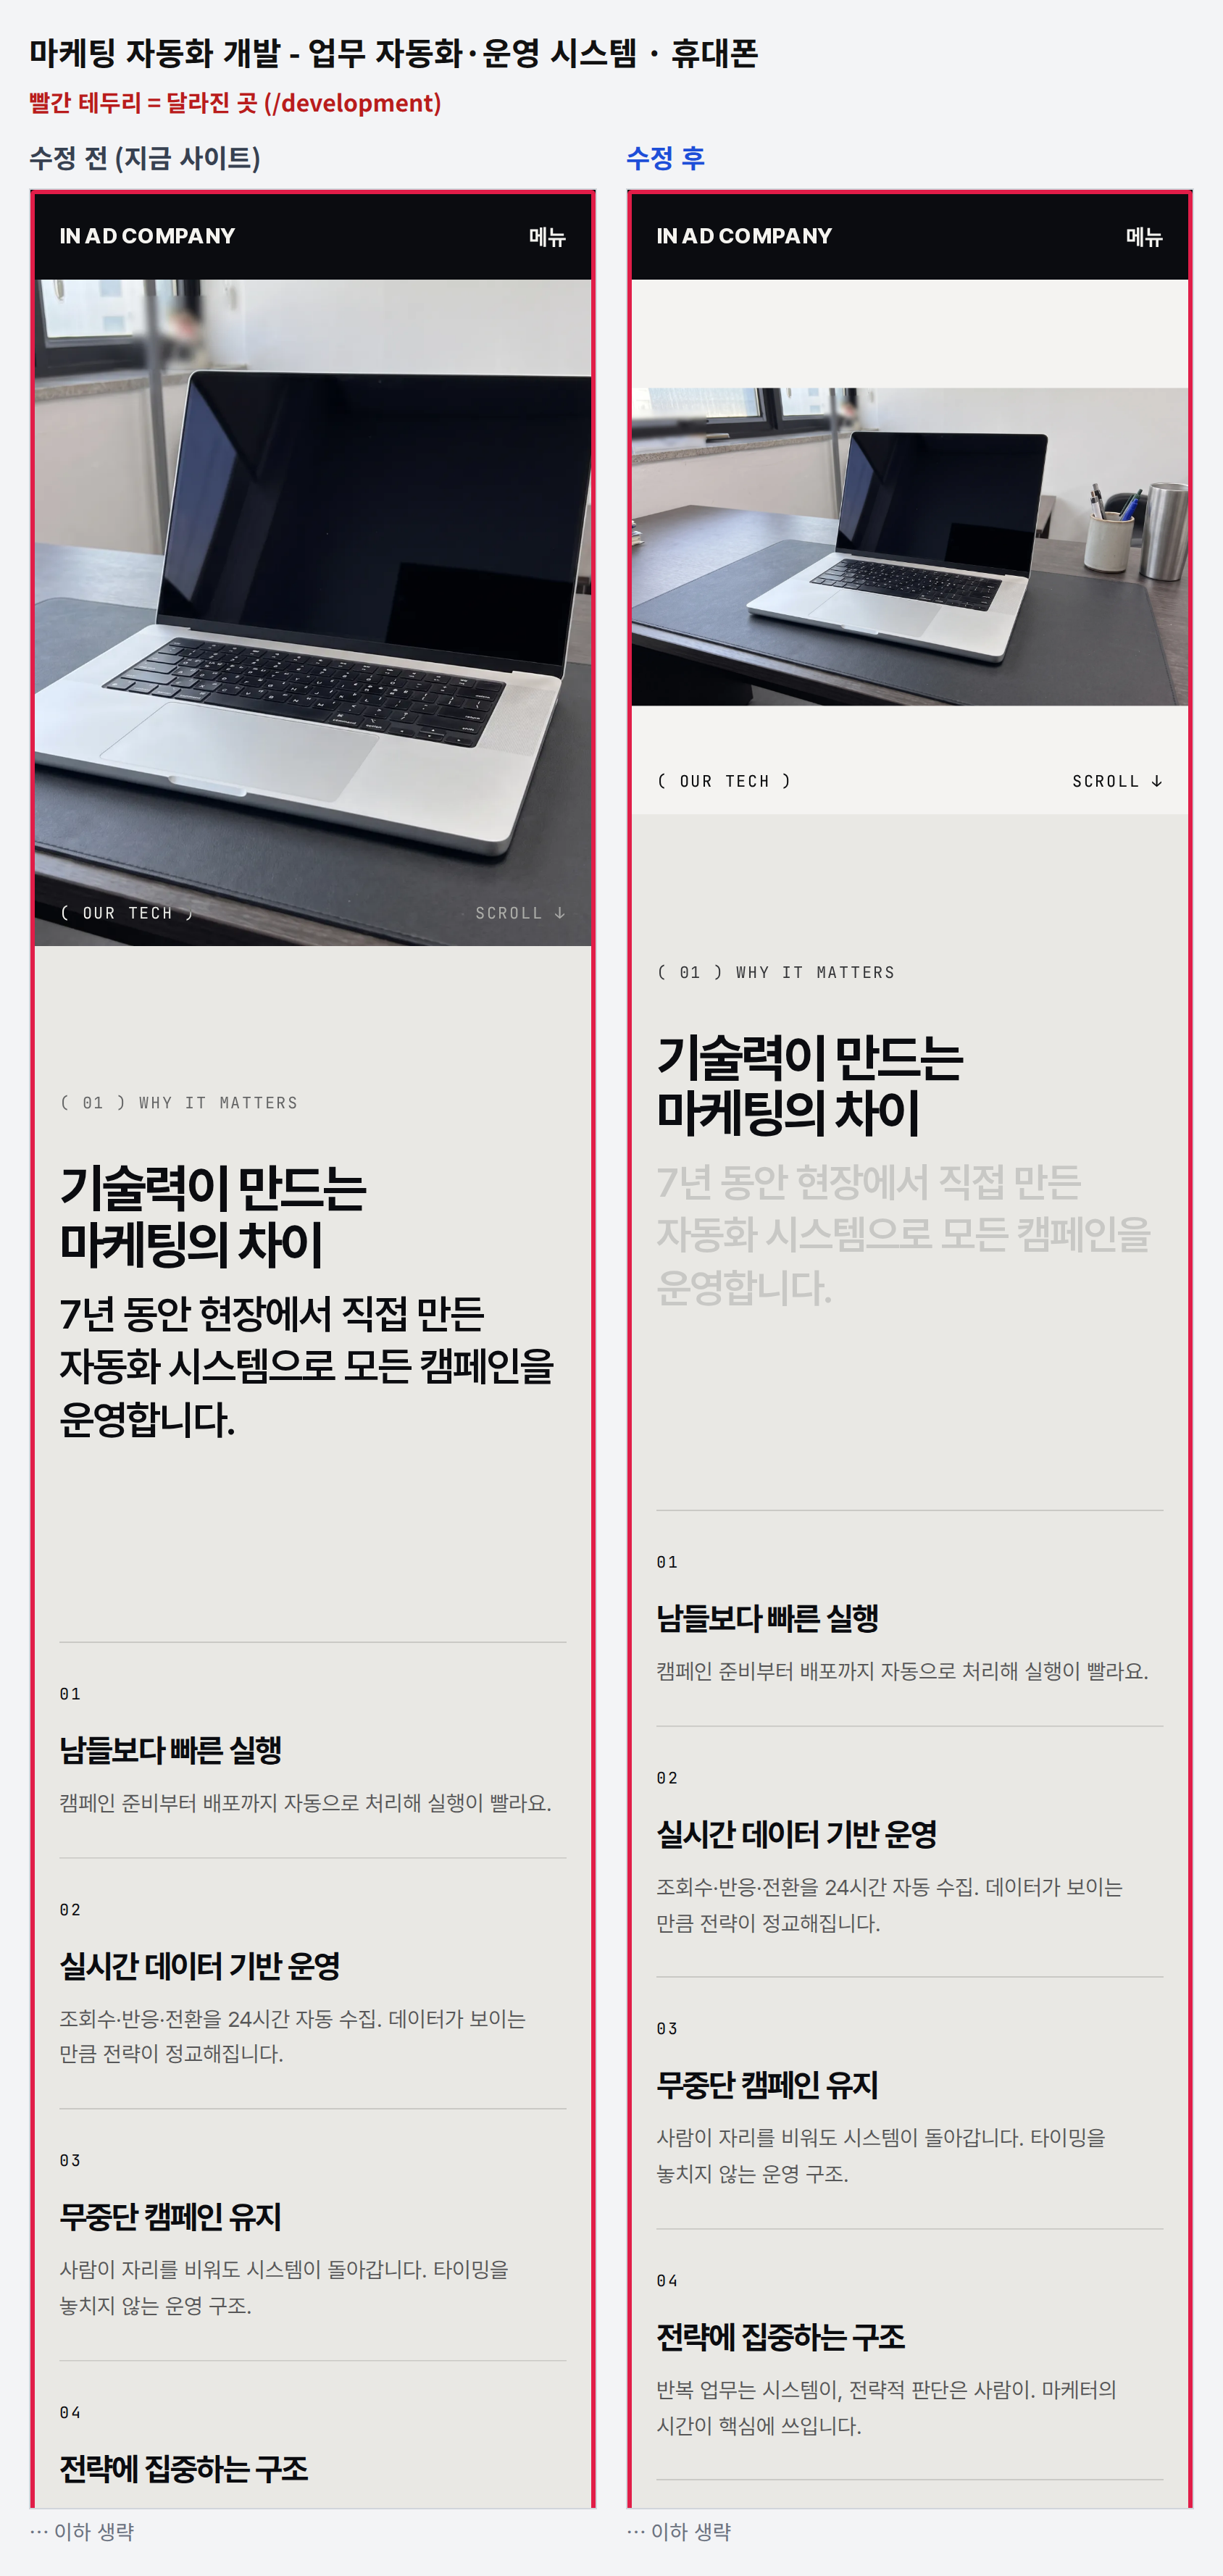 마케팅 자동화 개발 - 업무 자동화·운영 시스템 · 휴대폰
빨간 테두리 = 달라진 곳 (/development)
수정 전 (지금 사이트)
IN AD COMPANY
메뉴
( OUR TECH )
SCROLL ↓
( 01 ) WHY IT MATTERS
기술력이 만드는
마케팅의 차이
7년 동안 현장에서 직접 만든
자동화 시스템으로 모든 캠페인을
운영합니다.
01
남들보다 빠른 실행
캠페인 준비부터 배포까지 자동으로 처리해 실행이 빨라요.
02
실시간 데이터 기반 운영
조회수·반응·전환을 24시간 자동 수집. 데이터가 보이는
만큼 전략이 정교해집니다.
03
무중단 캠페인 유지
사람이 자리를 비워도 시스템이 돌아갑니다. 타이밍을
놓치지 않는 운영 구조.
04
전략에 집중하는 구조
… 이하 생략
수정 후
IN AD COMPANY
메뉴
( OUR TECH )
SCROLL ↓
( 01 ) WHY IT MATTERS
기술력이 만드는
마케팅의 차이
7년 동안 현장에서 직접 만든
자동화 시스템으로 모든 캠페인을
운영합니다.
01
남들보다 빠른 실행
캠페인 준비부터 배포까지 자동으로 처리해 실행이 빨라요.
02
실시간 데이터 기반 운영
조회수·반응·전환을 24시간 자동 수집. 데이터가 보이는
만큼 전략이 정교해집니다.
03
무중단 캠페인 유지
사람이 자리를 비워도 시스템이 돌아갑니다. 타이밍을
놓치지 않는 운영 구조.
04
전략에 집중하는 구조
반복 업무는 시스템이, 전략적 판단은 사람이. 마케터의
시간이 핵심에 쓰입니다.
… 이하 생략